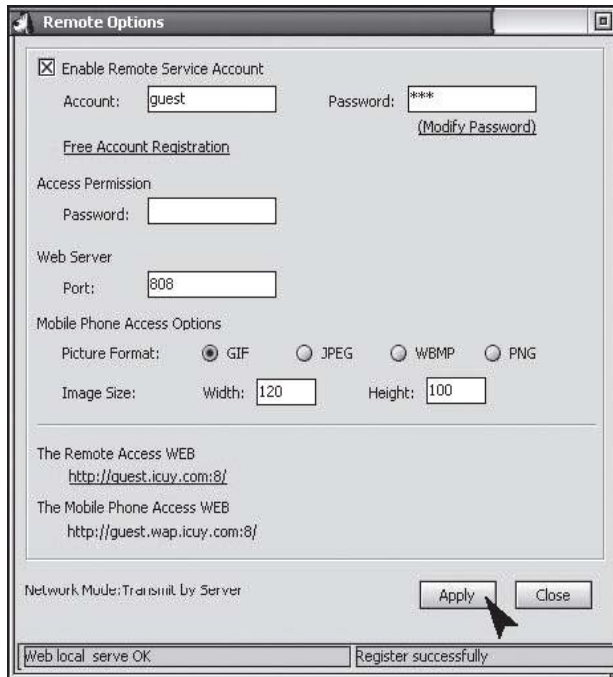 Remote Options
Enable Remote Service Account
Account: guest Password: ***
(Modify Password)
Free Account Registration
Access Permission
Password:
Web Server
Port: 808
Mobile Phone Access Options
Picture Format: GIF JPEG WBMP PNG
Image Size: Width: 120 Height: 100
The Remote Access WEB
http://guest.icuy.com:8/
The Mobile Phone Access WEB
http://guest.wap.icuy.com:8/
Network Mode:Transmit by Server
Apply Close
Web local serve OK Register successfully